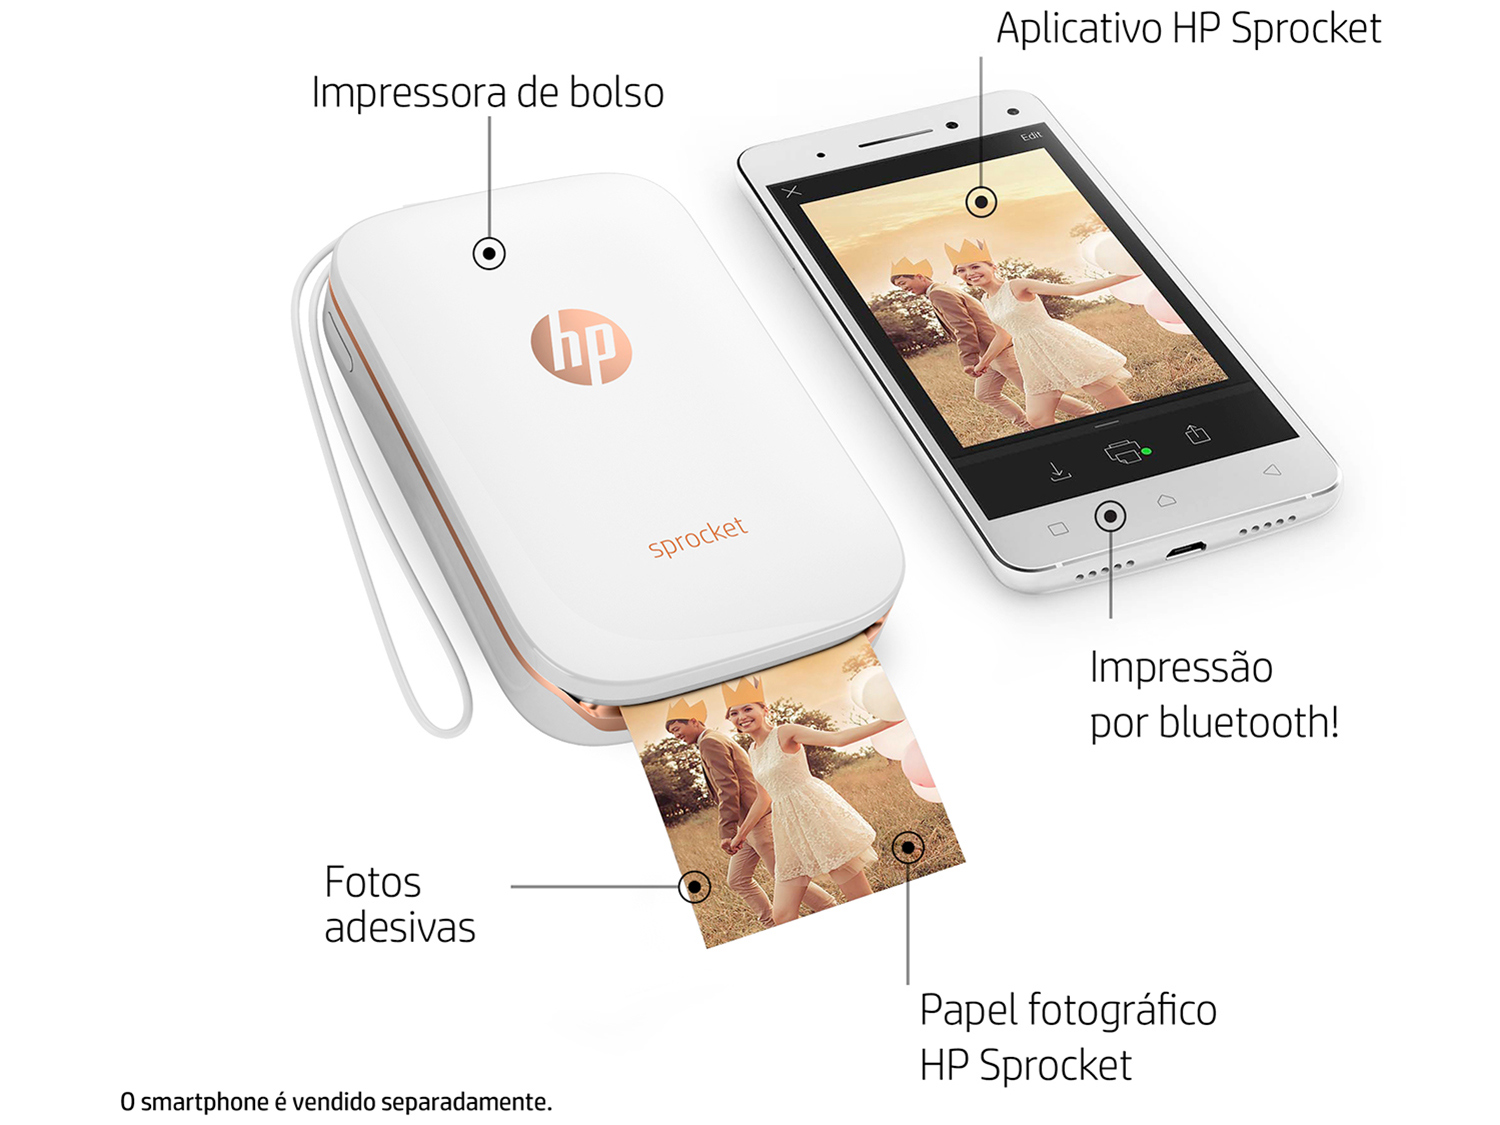 Aplicativo HP Sprocket
Impressora de bolso
Edit
hp
sprocket
Impressão
por bluetooth!
Fotos
adesivas
Papel fotográfico
HP Sprocket
O smartphone é vendido separadamente.